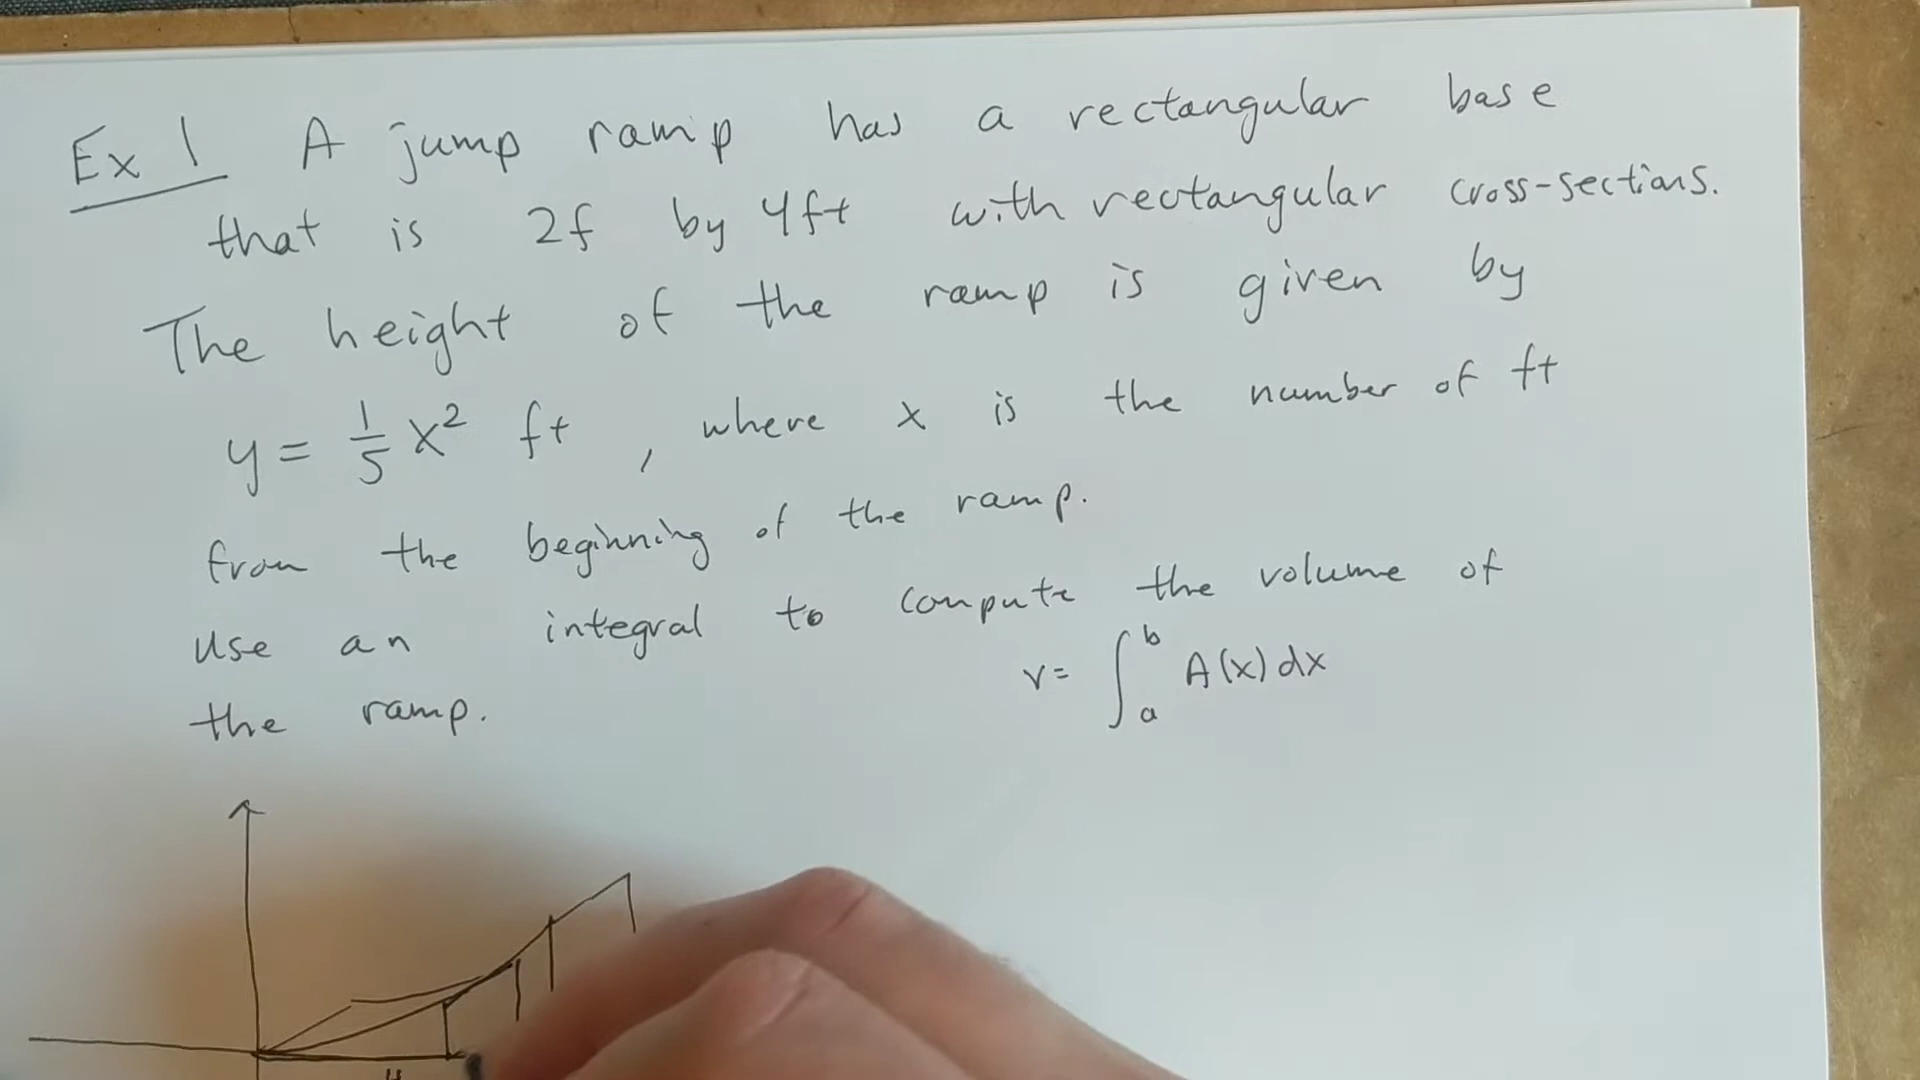 Ex 1 A jump ramp has a rectangular base
that is 2f by 4ft with rectangular cross-sections.
The height of the ramp is given by
y = 1/5 x² ft , where x is the number of ft
from the beginning of the ramp.
Use an integral to compute the volume of
the ramp.
V = ∫_a^b A(x) dx